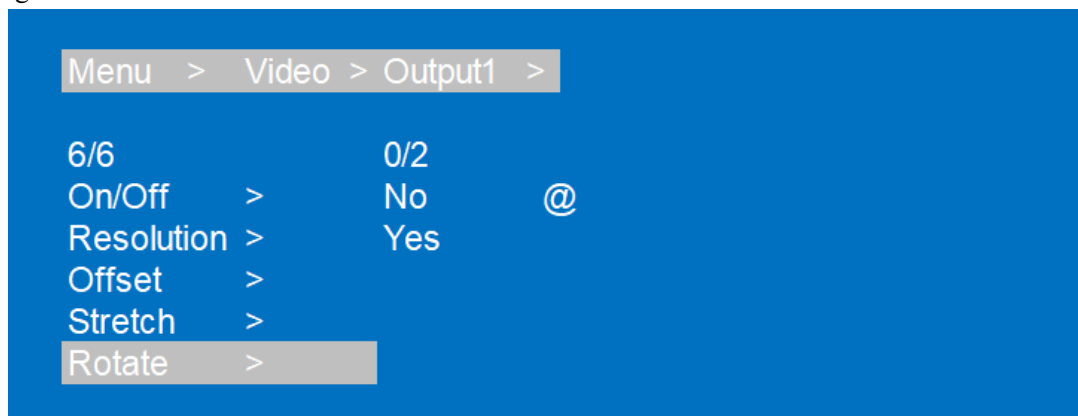 Menu > Video > Output1 >
6/6 0/2
On/Off > No @
Resolution > Yes
Offset >
Stretch >
Rotate >